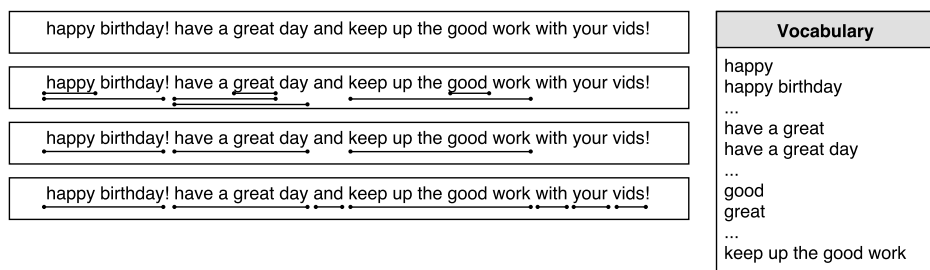 happy birthday! have a great day and keep up the good work with your vids!
happy birthday! have a great day and keep up the good work with your vids!
happy birthday! have a great day and keep up the good work with your vids!
happy birthday! have a great day and keep up the good work with your vids!
Vocabulary
happy
happy birthday
...
have a great
have a great day
...
good
great
...
keep up the good work